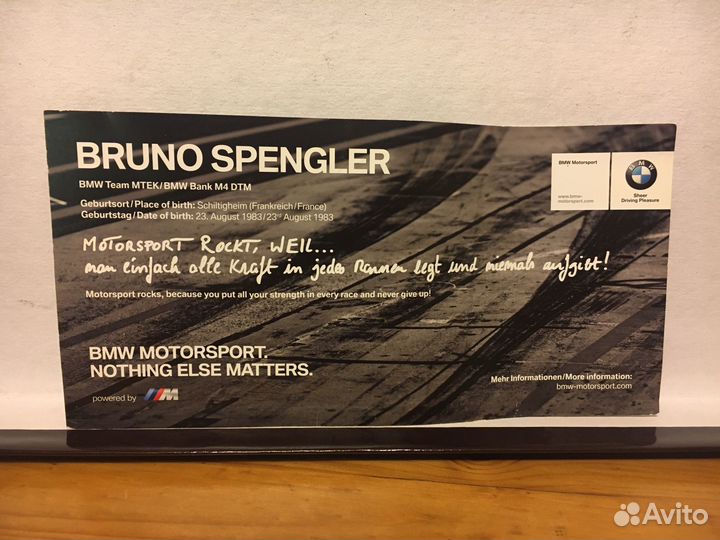 BRUNO SPENGLER
BMW Team MTEK/BMW Bank M4 DTM
Geburtsort/Place of birth: Schiltigheim (Frankreich/France)
Geburtstag/Date of birth: 23. August 1983/23rd August 1983
MOTORSPORT ROCKT, WEIL...
man einfach alle Kraft in jedes Rennen legt und niemals aufgibt!
Motorsport rocks, because you put all your strength in every race and never give up!
BMW MOTORSPORT.
NOTHING ELSE MATTERS.
powered by M
BMW Motorsport
www.bmw-
motorsport.com
BMW
Sheer
Driving Pleasure
Mehr Informationen/More information:
bmw-motorsport.com
Avito